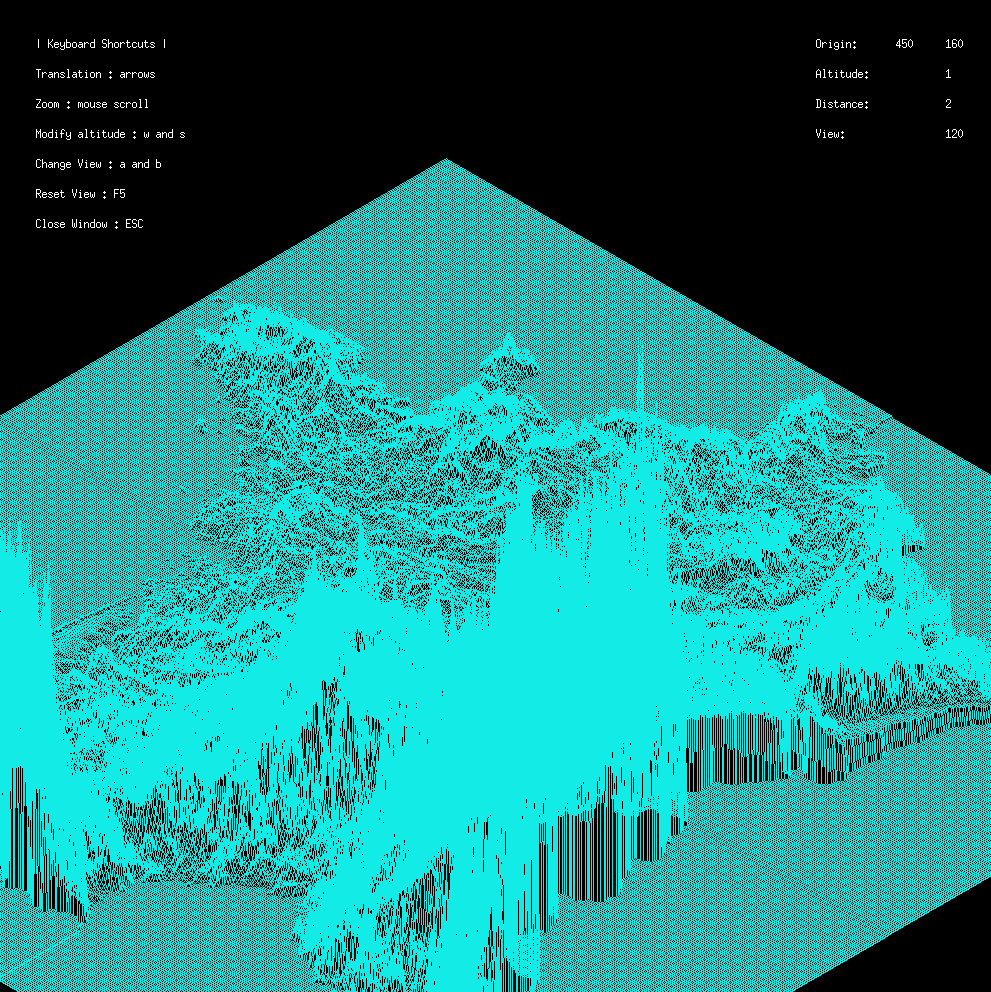 | Keyboard Shortcuts |
Translation : arrows
Zoom : mouse scroll
Modify altitude : w and s
Change View : a and b
Reset View : F5
Close Window : ESC
Origin: 450 160
Altitude: 1
Distance: 2
View: 120